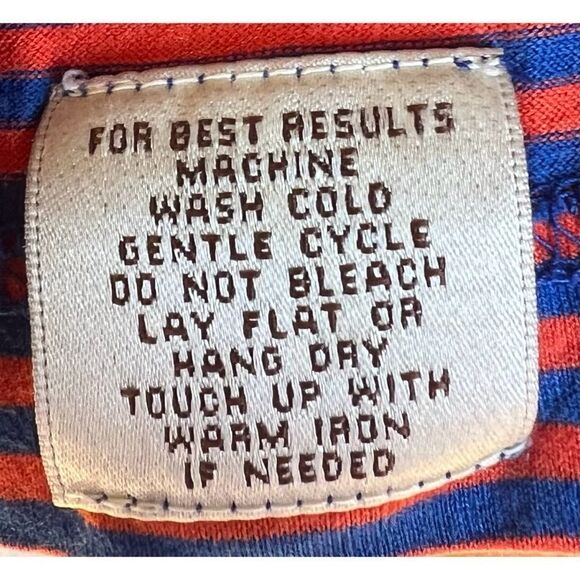 FOR BEST RESULTS
MACHINE
WASH COLD
GENTLE CYCLE
DO NOT BLEACH
LAY FLAT OR
HANG DRY
TOUCH UP WITH
WARM IRON
IF NEEDED